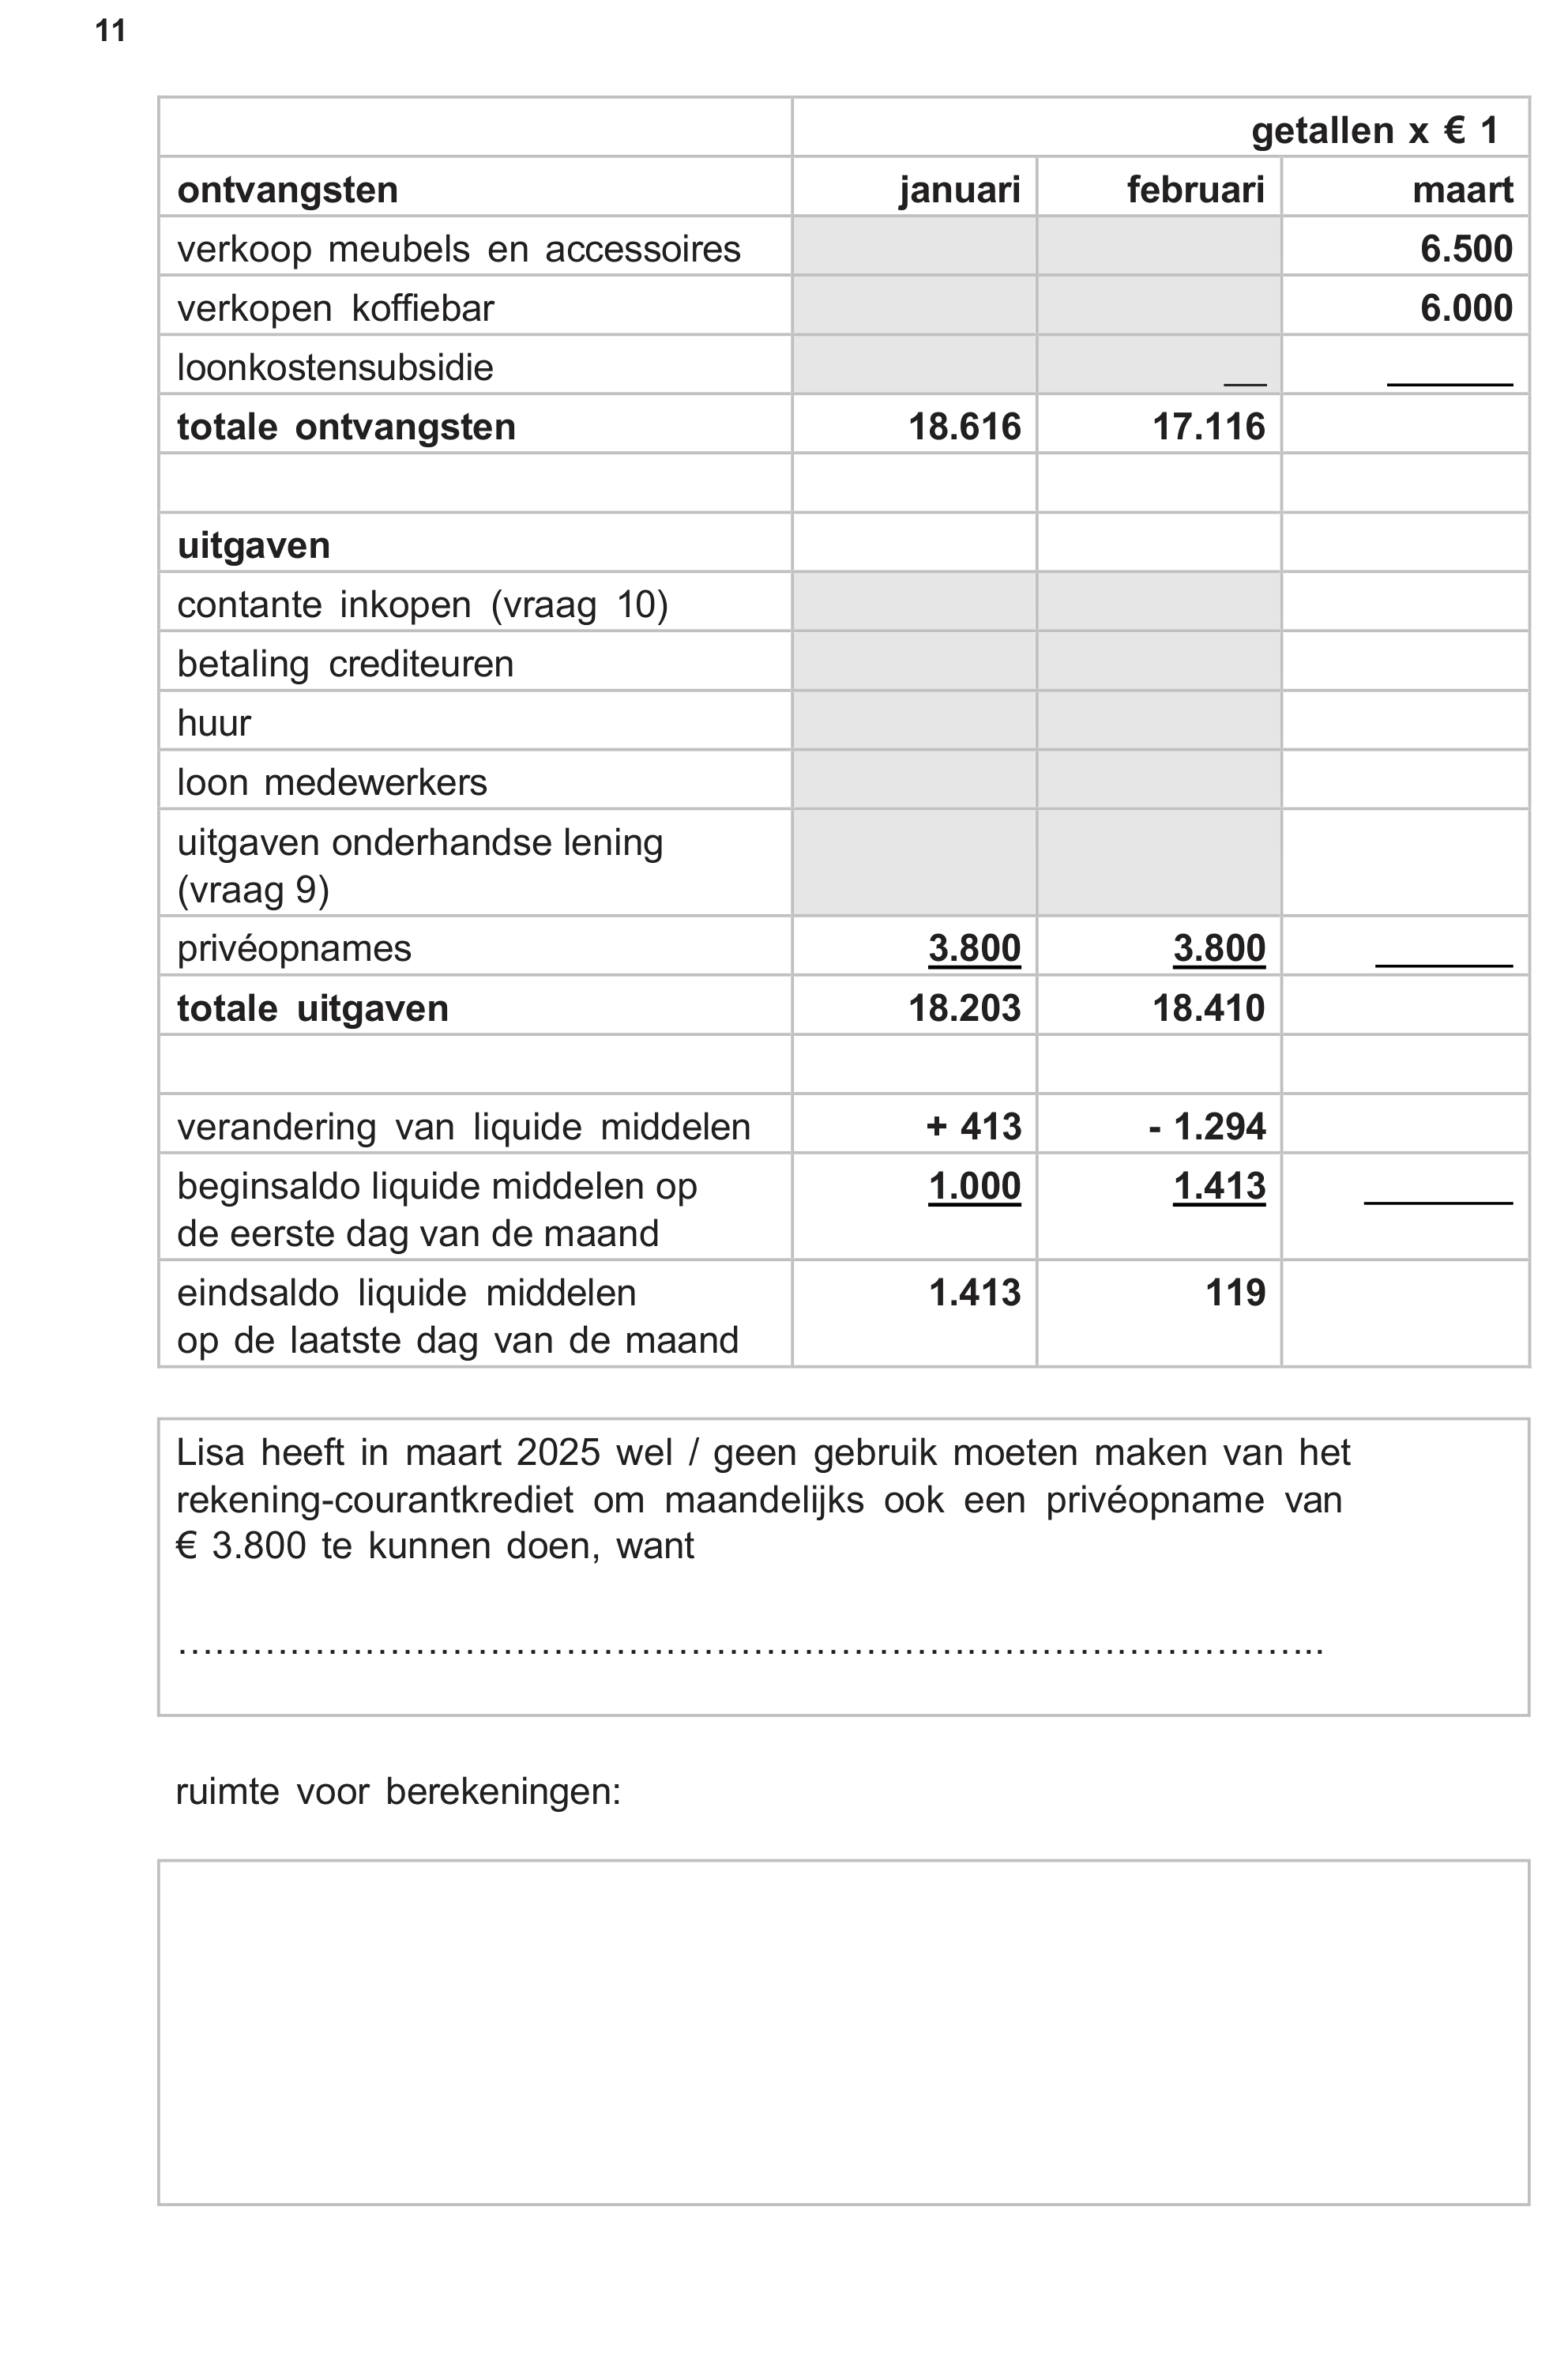 11
getallen x € 1
ontvangsten januari februari maart
verkoop meubels en accessoires 6.500
verkopen koffiebar 6.000
loonkostensubsidie
totale ontvangsten 18.616 17.116
uitgaven
contante inkopen (vraag 10)
betaling crediteuren
huur
loon medewerkers
uitgaven onderhandse lening
(vraag 9)
privéopnames 3.800 3.800
totale uitgaven 18.203 18.410
verandering van liquide middelen + 413 - 1.294
beginsaldo liquide middelen op 1.000 1.413
de eerste dag van de maand
eindsaldo liquide middelen 1.413 119
op de laatste dag van de maand
Lisa heeft in maart 2025 wel / geen gebruik moeten maken van het
rekening-courantkrediet om maandelijks ook een privéopname van
€ 3.800 te kunnen doen, want
…………………………………………………………………………………..
ruimte voor berekeningen: